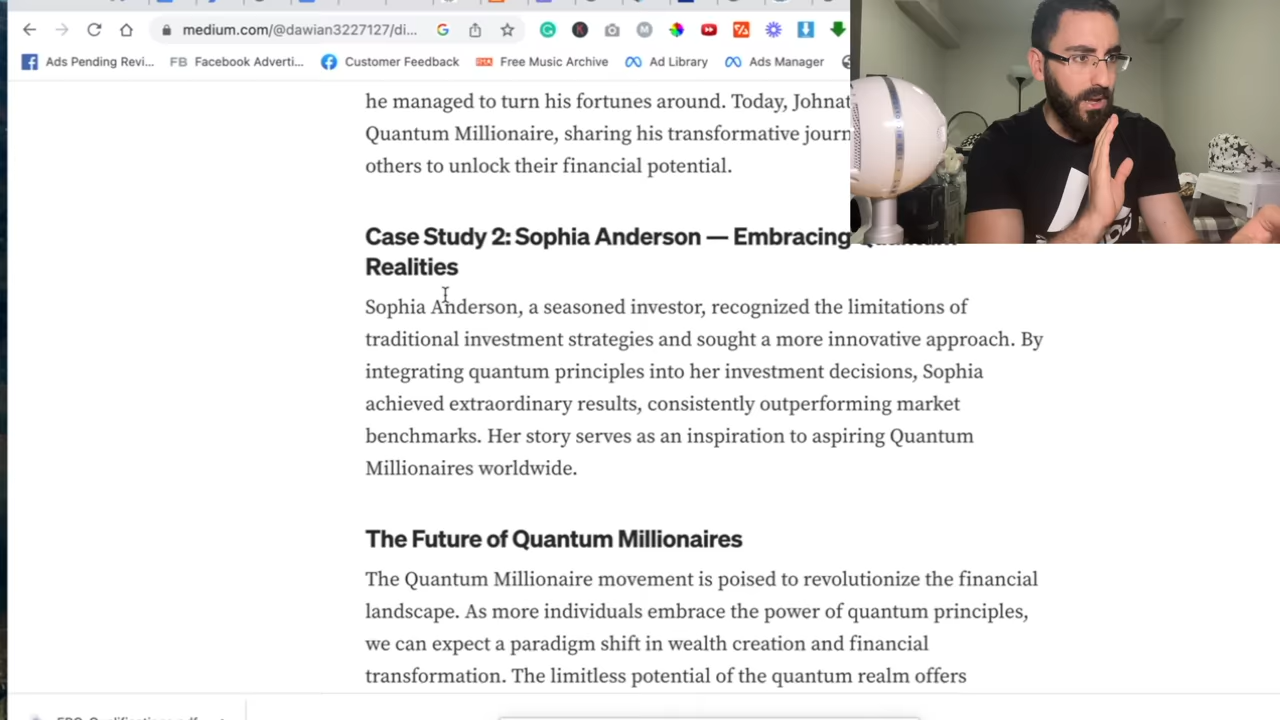 medium.com/@dawian3227127/di...
Ads Pending Revi...
FB Facebook Adverti...
Customer Feedback
Free Music Archive
Ad Library
Ads Manager
he managed to turn his fortunes around. Today, Johnat
Quantum Millionaire, sharing his transformative journ
others to unlock their financial potential.
Case Study 2: Sophia Anderson — Embracing
Realities
Sophia Anderson, a seasoned investor, recognized the limitations of
traditional investment strategies and sought a more innovative approach. By
integrating quantum principles into her investment decisions, Sophia
achieved extraordinary results, consistently outperforming market
benchmarks. Her story serves as an inspiration to aspiring Quantum
Millionaires worldwide.
The Future of Quantum Millionaires
The Quantum Millionaire movement is poised to revolutionize the financial
landscape. As more individuals embrace the power of quantum principles,
we can expect a paradigm shift in wealth creation and financial
transformation. The limitless potential of the quantum realm offers